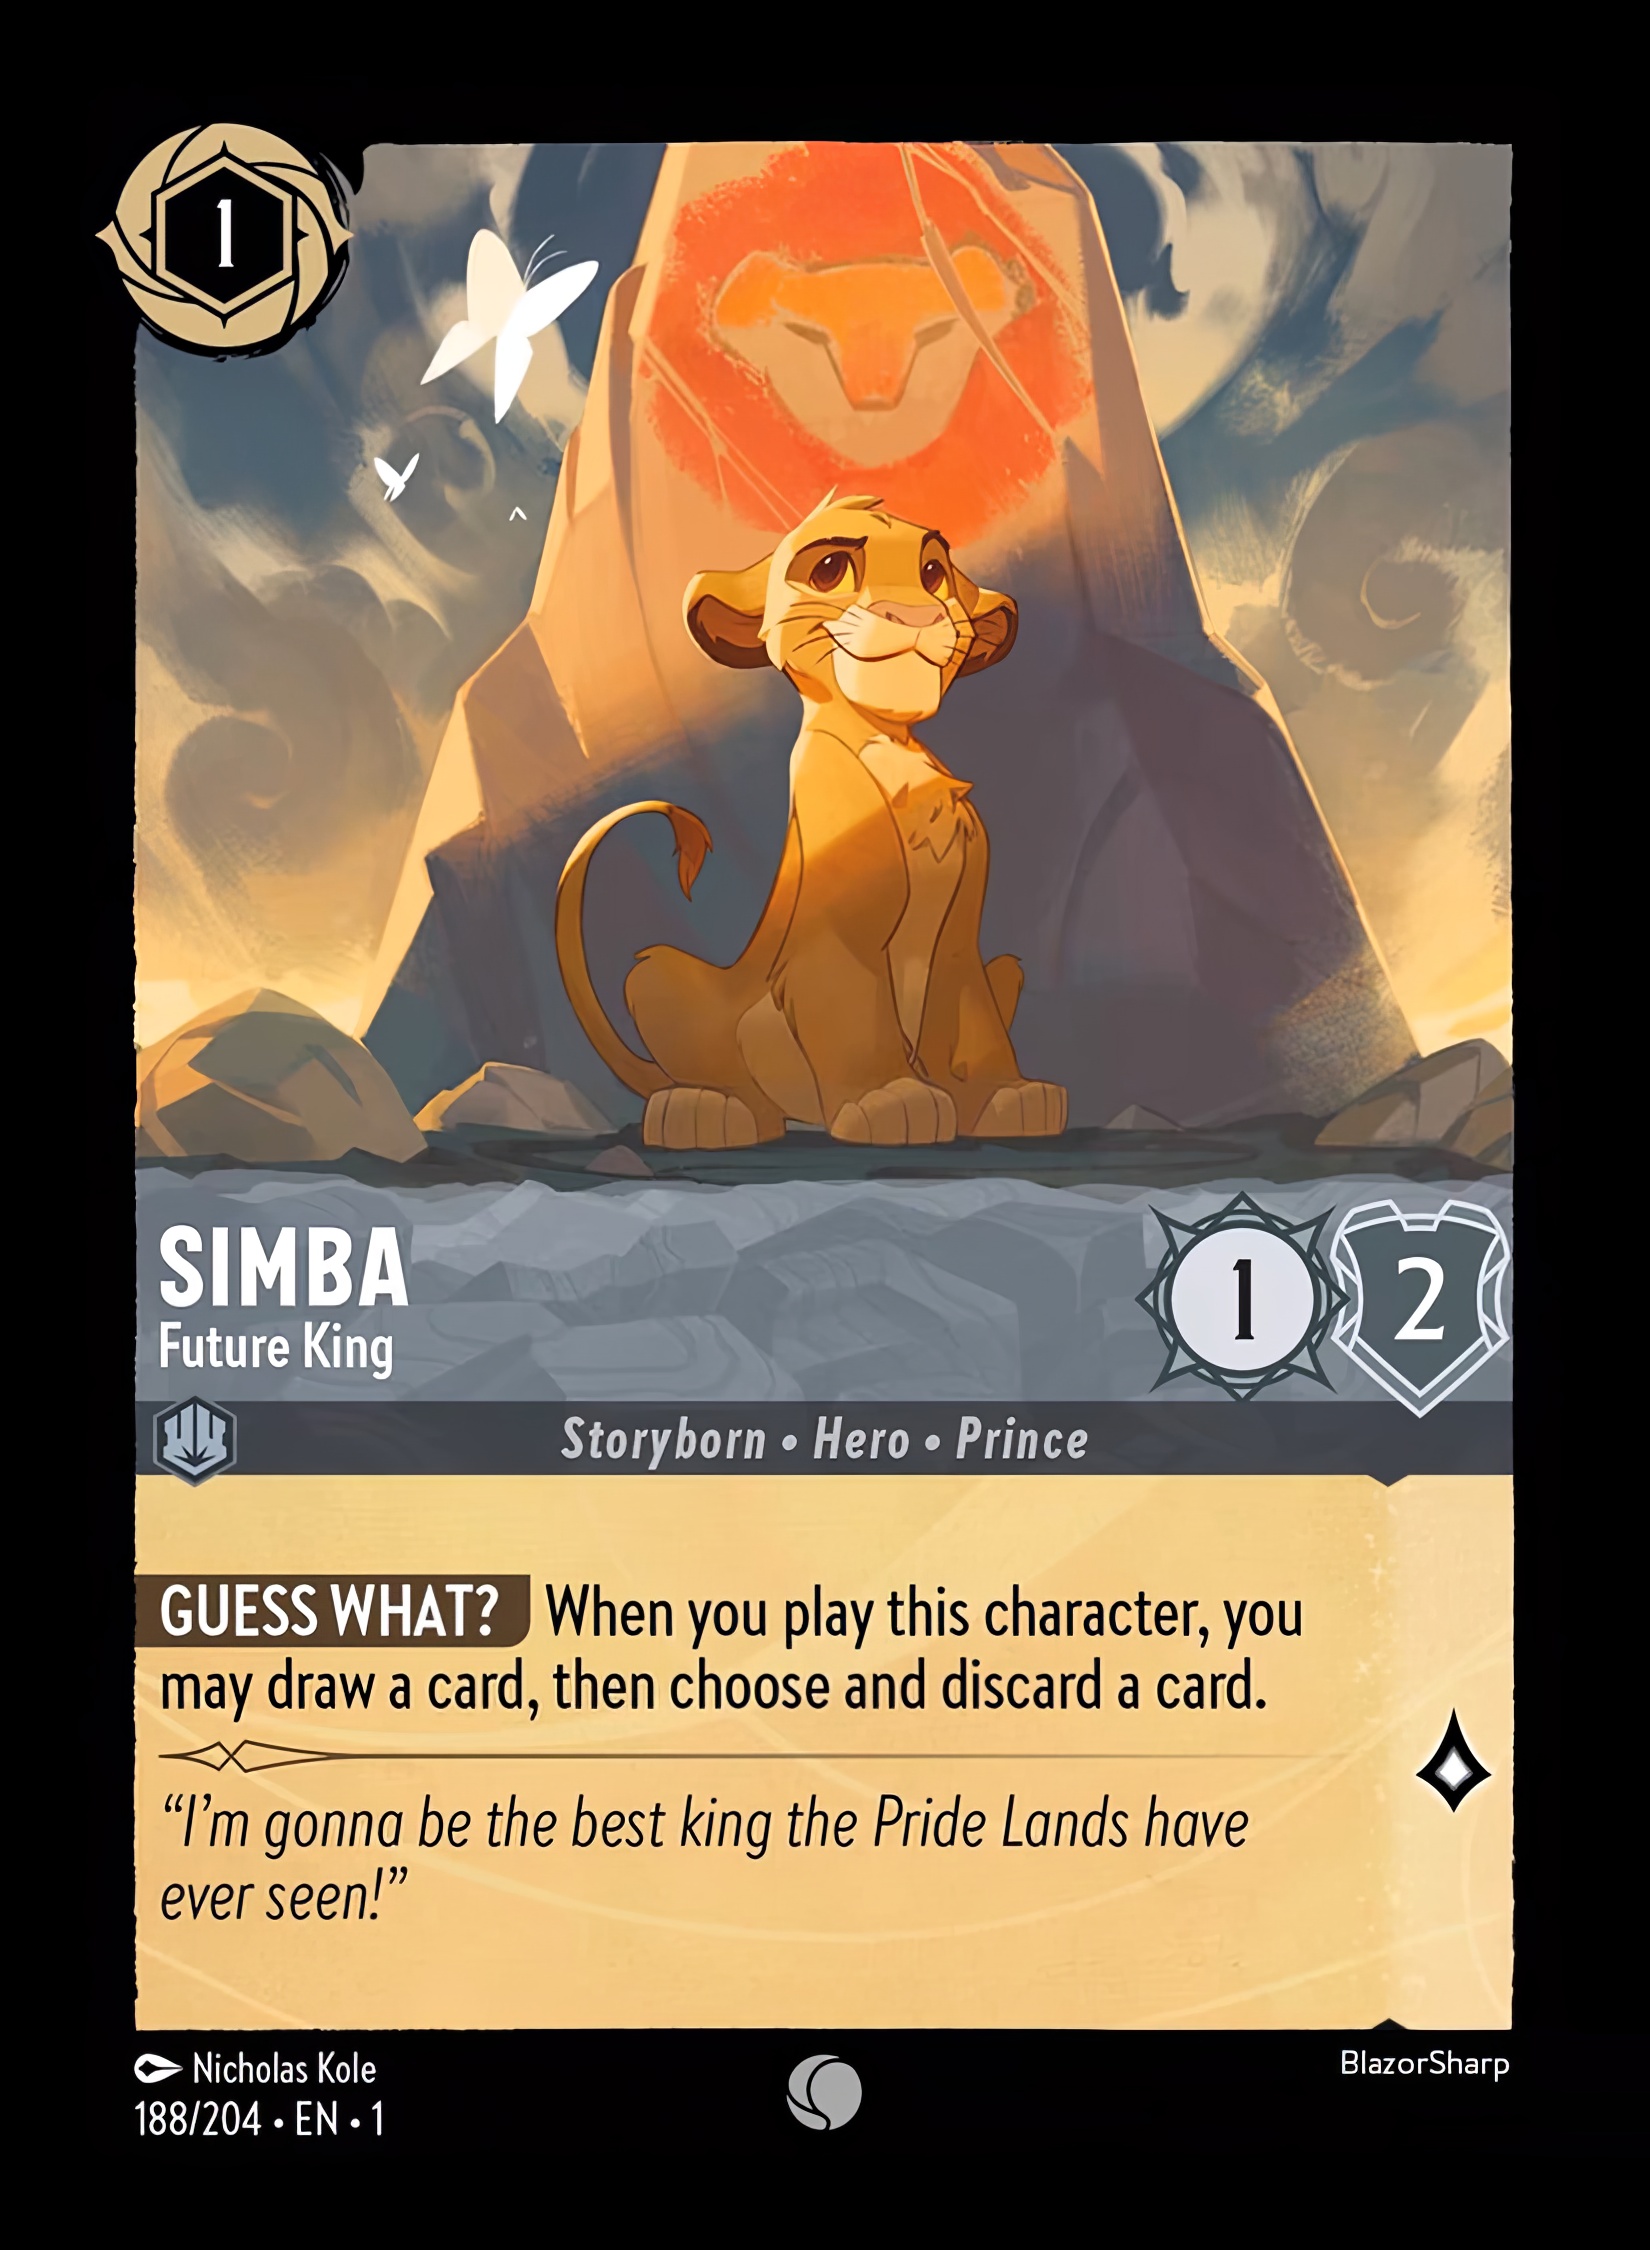 1
SIMBA
Future King
1
2
Storyborn • Hero • Prince
GUESS WHAT? When you play this character, you
may draw a card, then choose and discard a card.
“I’m gonna be the best king the Pride Lands have
ever seen!”
Nicholas Kole
188/204 • EN • 1
BlazorSharp